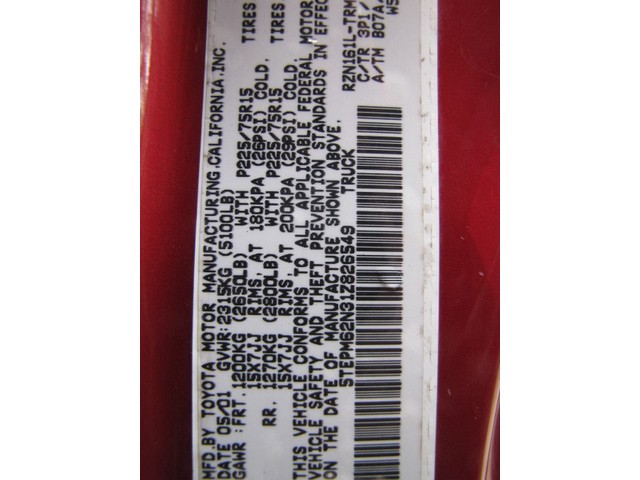 MFD.BY TOYOTA MOTOR MANUFACTURING,CALIFORNIA,INC.
DATE 05/01 GVWR:2315KG(5100LB)
GAWR:FRT.1200KG(2650LB) WITH P225/75R15 TIRES
15X7JJ RIMS,AT 180KPA(26PSI)COLD.
RR. 1270KG(2800LB) WITH P225/75R15 TIRES
15X7JJ RIMS,AT 200KPA(29PSI)COLD.
THIS VEHICLE CONFORMS TO ALL APPLICABLE FEDERAL MOTOR
VEHICLE SAFETY AND THEFT PREVENTION STANDARDS IN EFFECT
ON THE DATE OF MANUFACTURE SHOWN ABOVE.
5TEPM62N31Z826549 TRUCK
RZN161L-TRM
C/TR 3P1/
A/TM B07A/
WS